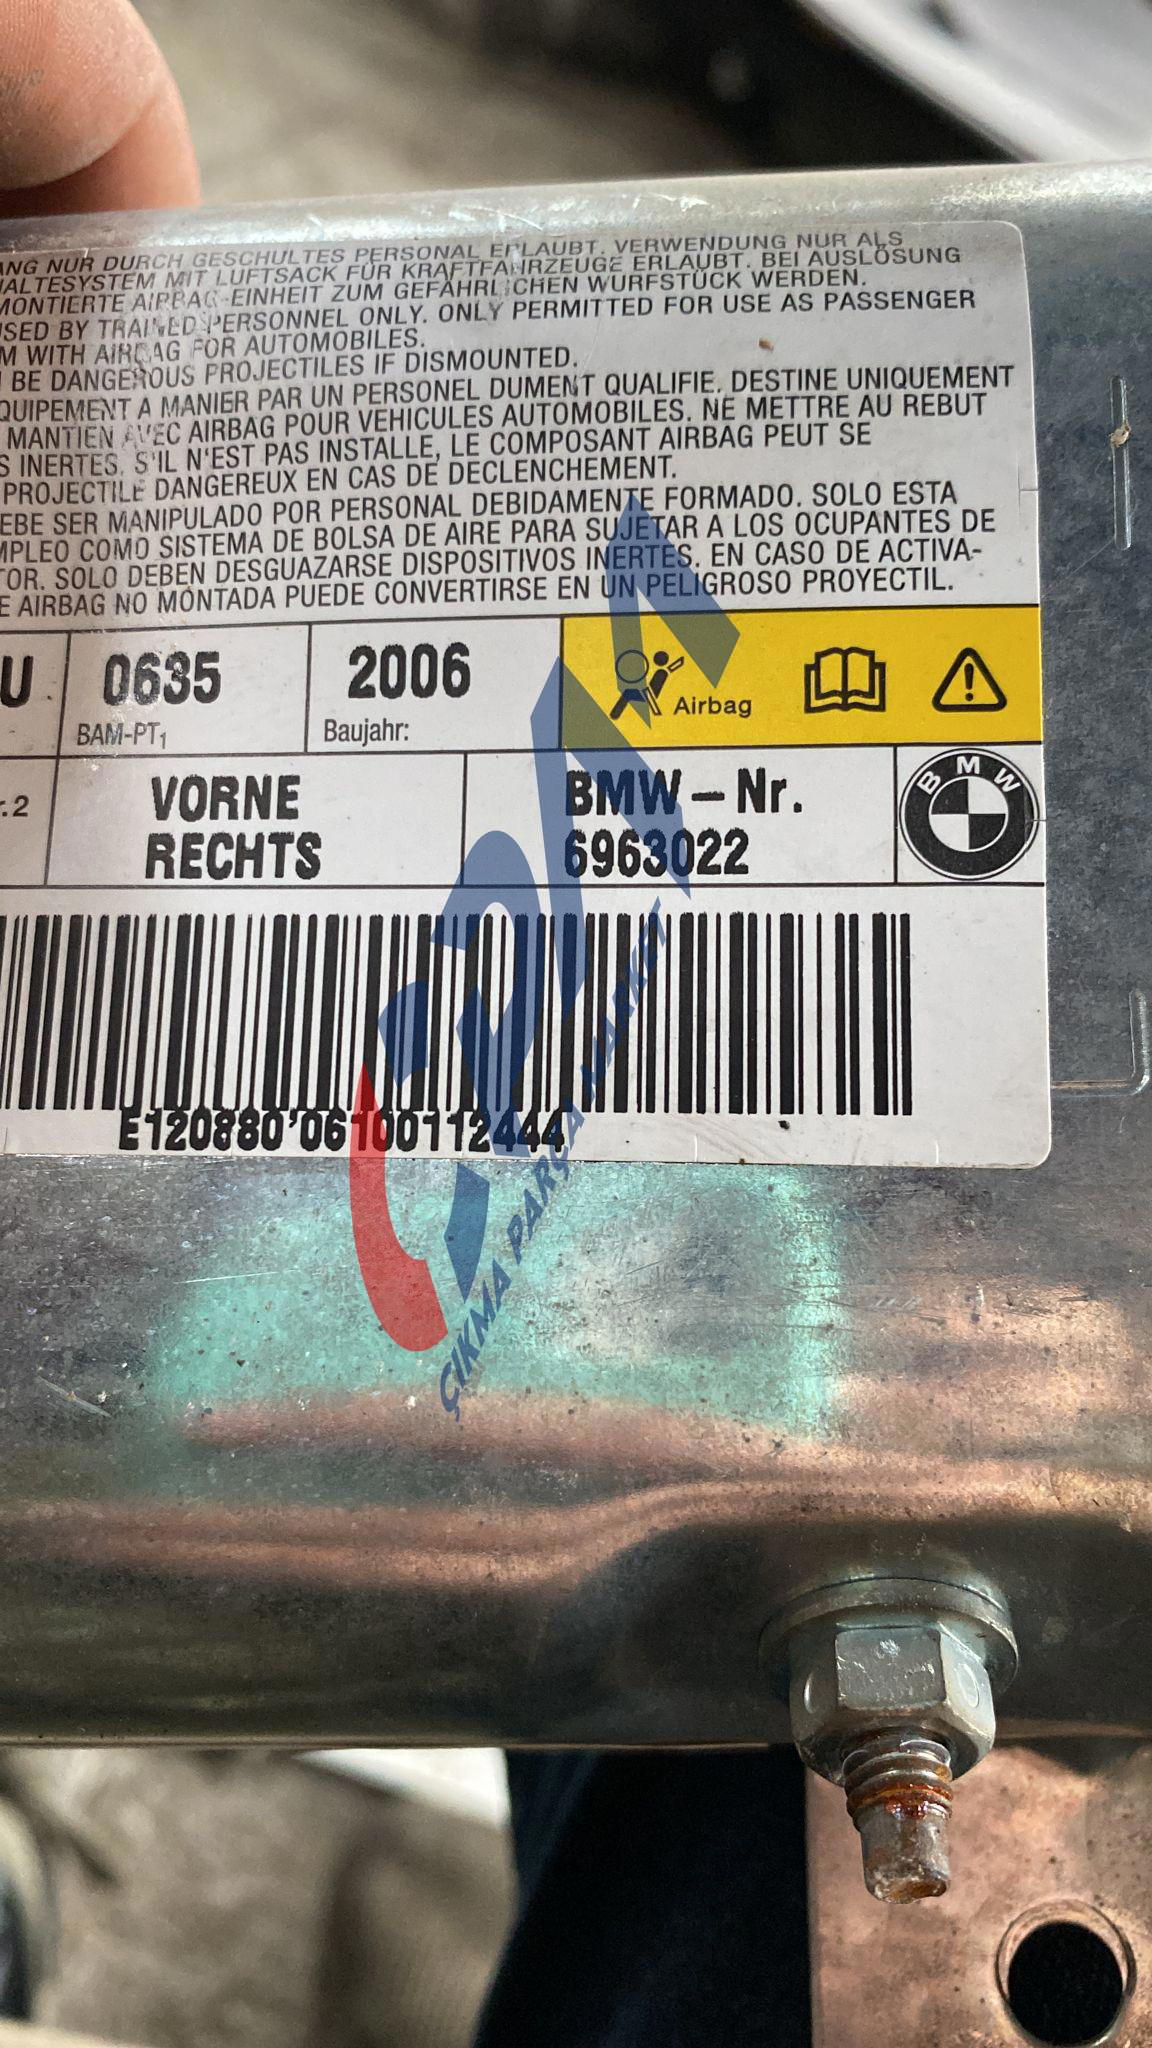 ANG NUR DURCH GESCHULTES PERSONAL ERLAUBT. VERWENDUNG NUR ALS
HALTESYSTEM MIT LUFTSACK FÜR KRAFTFAHRZEUGE ERLAUBT. BEI AUSLÖSUNG
MONTIERTE AIRBAG-EINHEIT ZUM GEFÄHRLICHEN WURFSTÜCK WERDEN.
USED BY TRAINED PERSONNEL ONLY. ONLY PERMITTED FOR USE AS PASSENGER
M WITH AIRBAG FOR AUTOMOBILES.
BE DANGEROUS PROJECTILES IF DISMOUNTED.
QUIPEMENT A MANIER PAR UN PERSONEL DUMENT QUALIFIE. DESTINE UNIQUEMENT
MANTIEN AVEC AIRBAG POUR VEHICULES AUTOMOBILES. NE METTRE AU REBUT
S INERTES. S'IL N'EST PAS INSTALLE, LE COMPOSANT AIRBAG PEUT SE
PROJECTILE DANGEREUX EN CAS DE DECLENCHEMENT.
EBE SER MANIPULADO POR PERSONAL DEBIDAMENTE FORMADO. SOLO ESTA
MPLEO COMO SISTEMA DE BOLSA DE AIRE PARA SUJETAR A LOS OCUPANTES DE
TOR. SOLO DEBEN DESGUAZARSE DISPOSITIVOS INERTES. EN CASO DE ACTIVA-
E AIRBAG NO MONTADA PUEDE CONVERTIRSE EN UN PELIGROSO PROYECTIL.
U
0635
BAM-PT1
2006
Baujahr:
Airbag
r.2
VORNE
RECHTS
BMW-Nr.
6963022
BMW
E120880'06100112444
ÇPM
ÇIKMA PARÇA MARKET